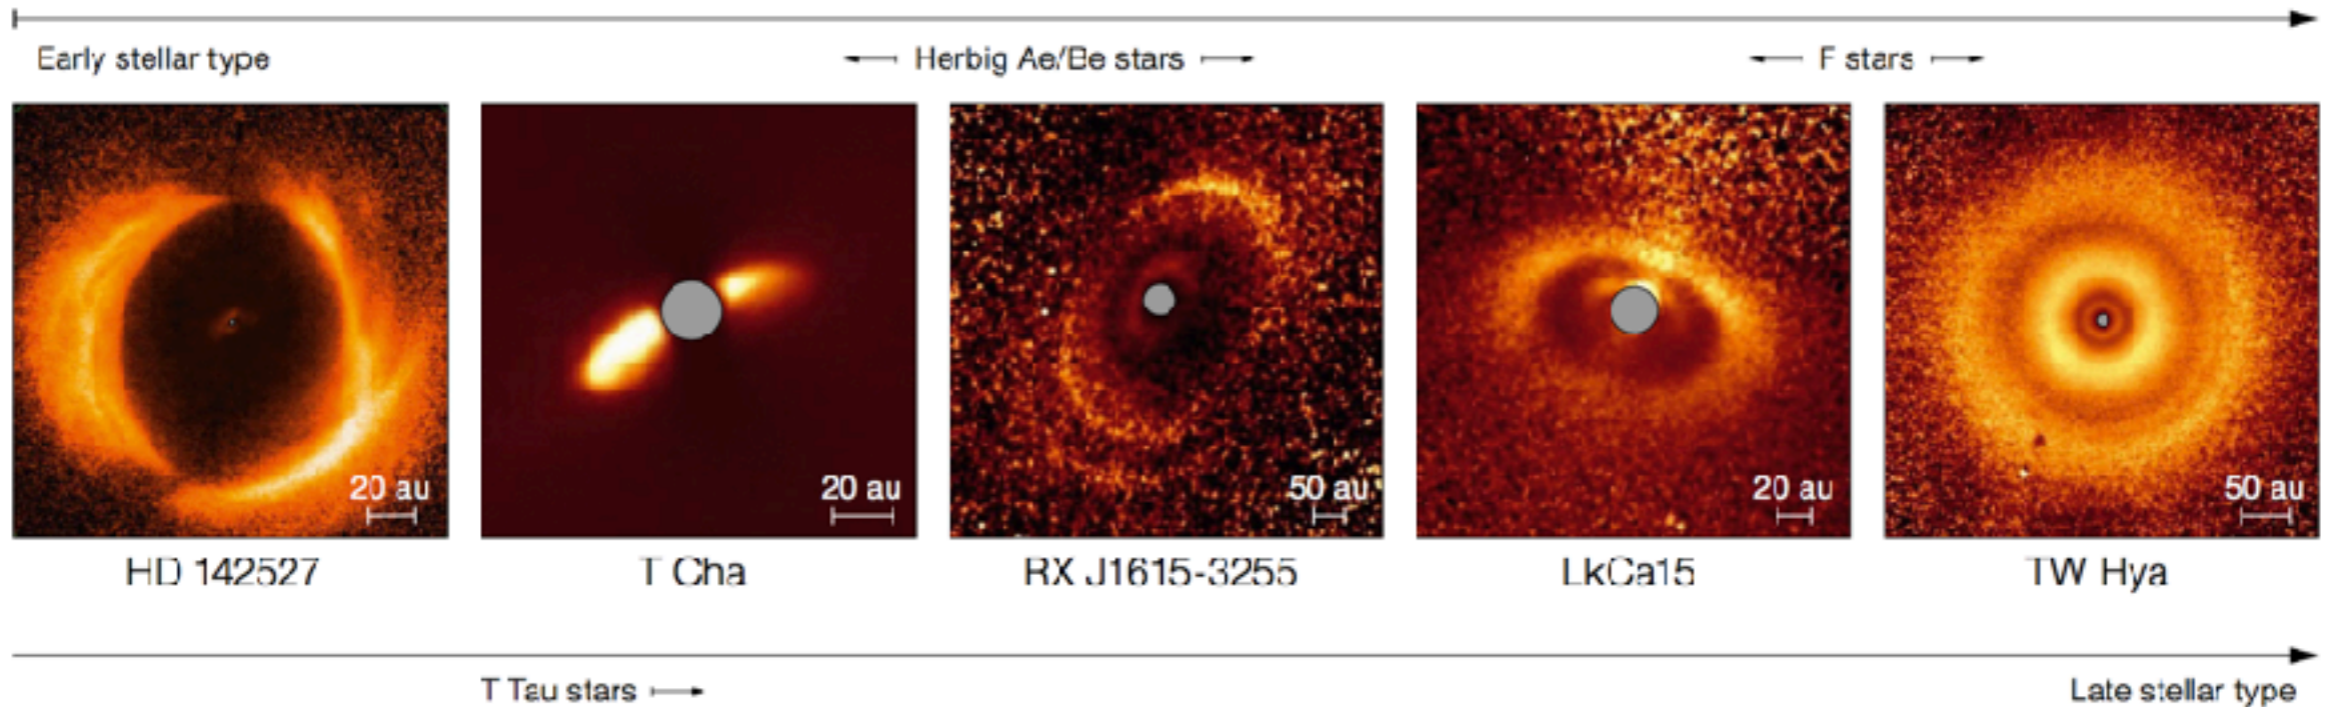 Early stellar type
Herbig Ae/Be stars
F stars
20 au
20 au
50 au
20 au
50 au
HD 142527
T Cha
RX J1615-3255
LkCa15
TW Hya
T Tau stars
Late stellar type